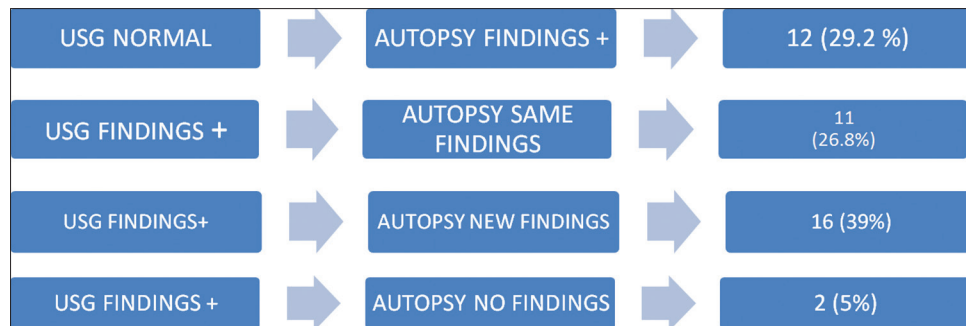 USG NORMAL
AUTOPSY FINDINGS +
12 (29.2 %)
USG FINDINGS +
AUTOPSY SAME
FINDINGS
11
(26.8%)
USG FINDINGS+
AUTOPSY NEW FINDINGS
16 (39%)
USG FINDINGS +
AUTOPSY NO FINDINGS
2 (5%)